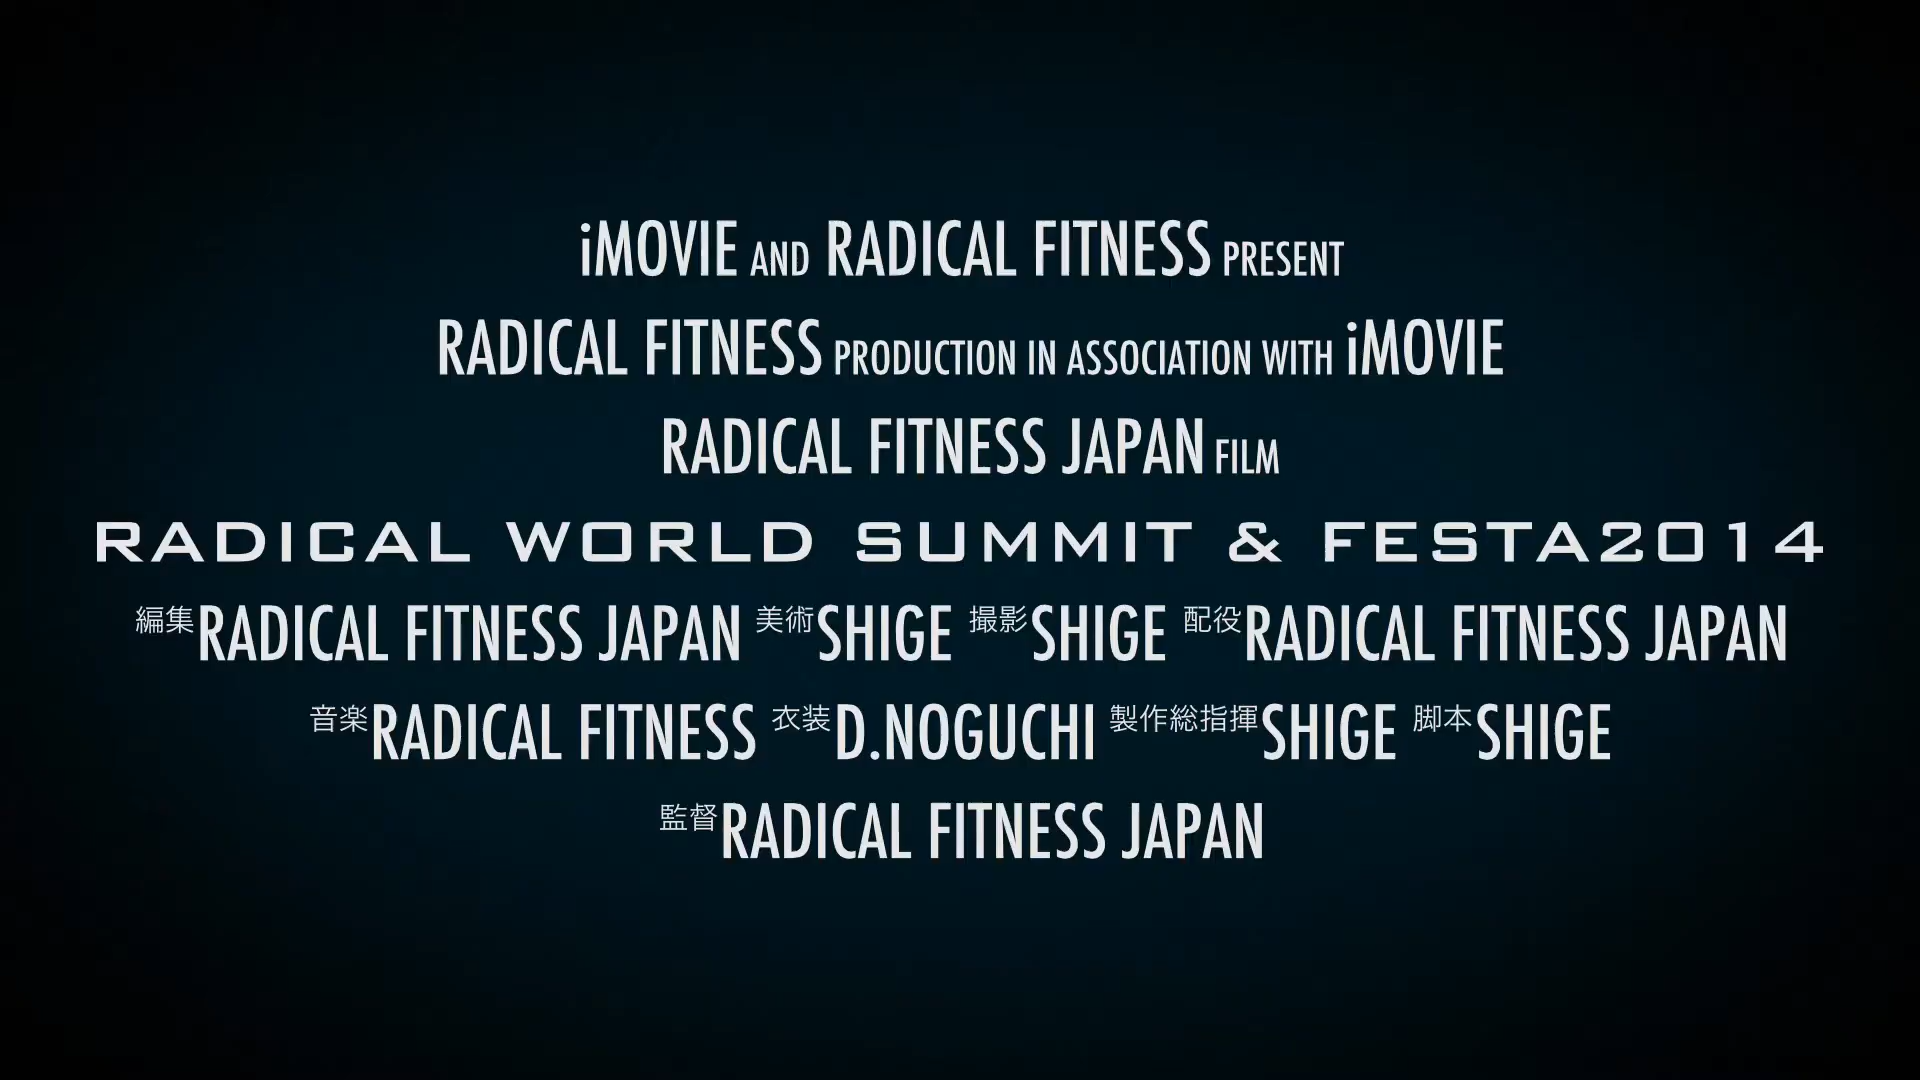 iMOVIE AND RADICAL FITNESS PRESENT
RADICAL FITNESS PRODUCTION IN ASSOCIATION WITH iMOVIE
RADICAL FITNESS JAPAN FILM
RADICAL WORLD SUMMIT & FESTA2014
編集RADICAL FITNESS JAPAN 美術SHIGE 撮影SHIGE 配役RADICAL FITNESS JAPAN
音楽RADICAL FITNESS 衣装D.NOGUCHI 製作総指揮SHIGE 脚本SHIGE
監督RADICAL FITNESS JAPAN